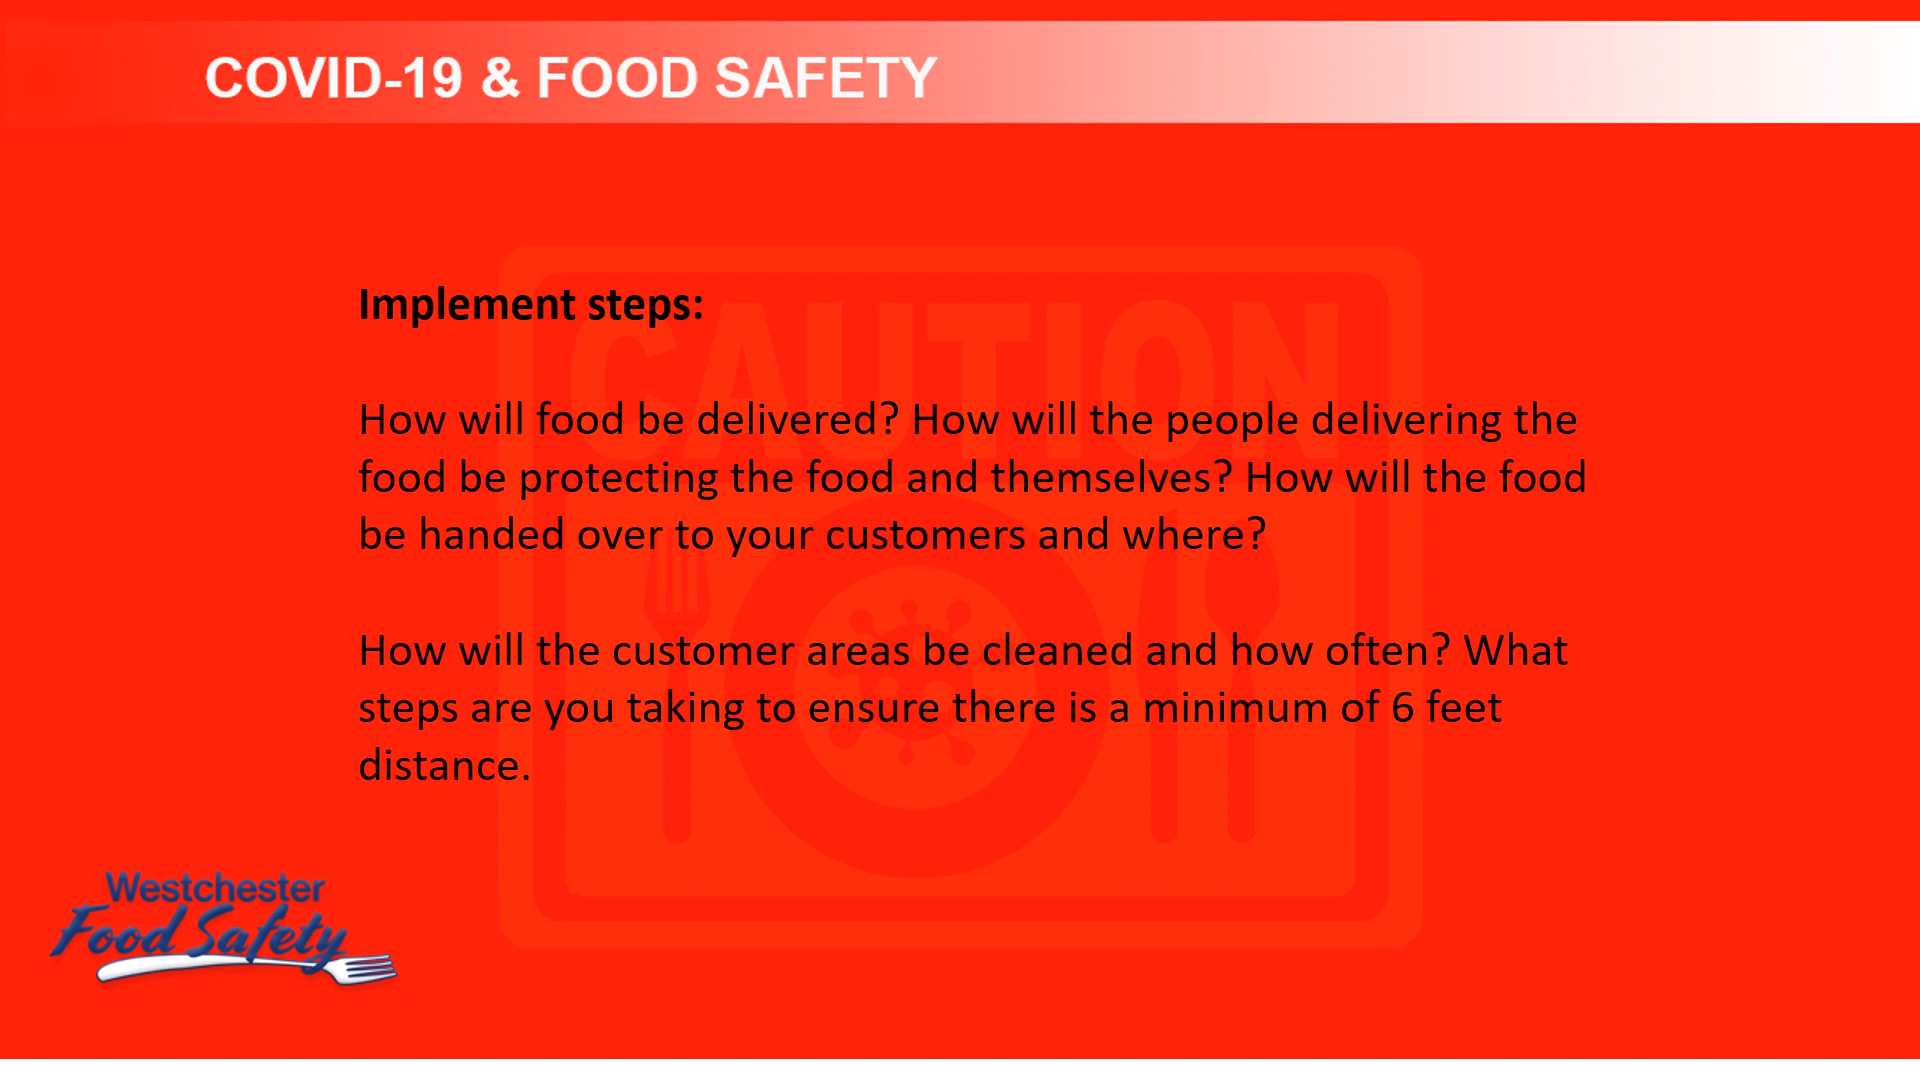 COVID-19 & FOOD SAFETY
CAUTION
Implement steps:
How will food be delivered? How will the people delivering the
food be protecting the food and themselves? How will the food
be handed over to your customers and where?
How will the customer areas be cleaned and how often? What
steps are you taking to ensure there is a minimum of 6 feet
distance.
Westchester
Food Safety